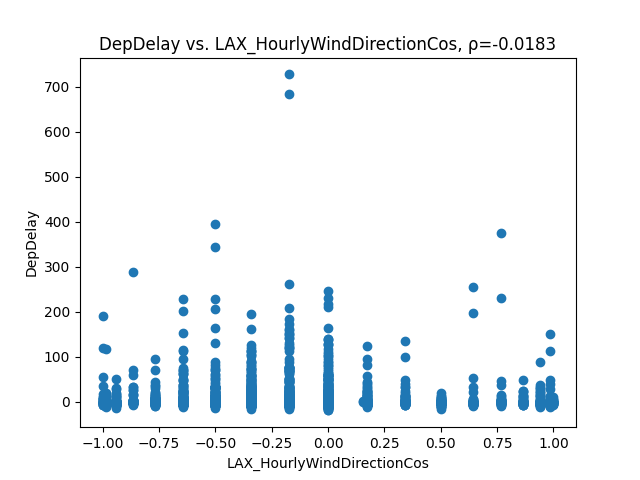 DepDelay vs. LAX_HourlyWindDirectionCos, ρ=-0.0183
700
600
500
400
300
200
100
0
DepDelay
−1.00 −0.75 −0.50 −0.25 0.00 0.25 0.50 0.75 1.00
LAX_HourlyWindDirectionCos